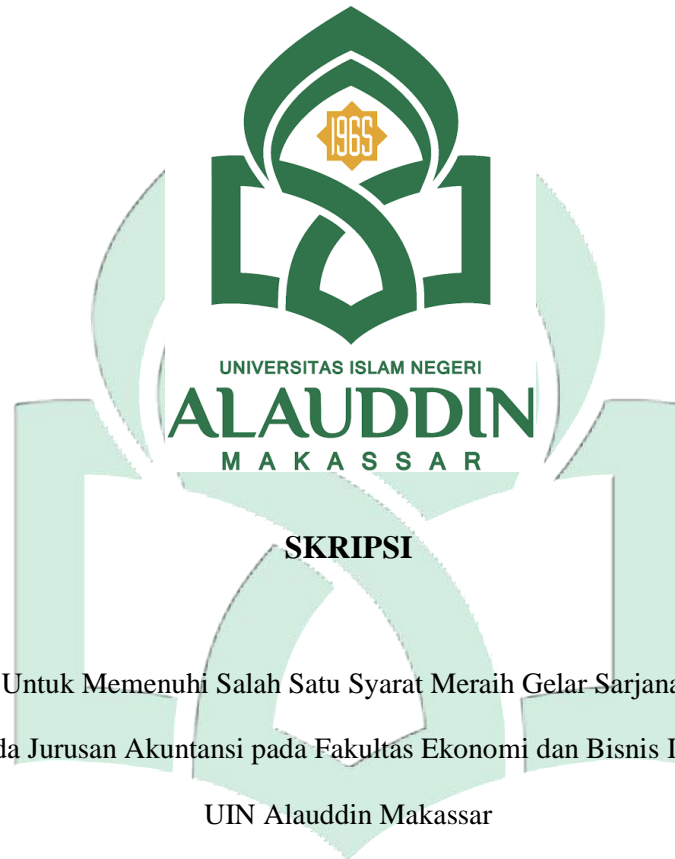 1965
UNIVERSITAS ISLAM NEGERI
ALAUDDIN
MAKASSAR
SKRIPSI
Untuk Memenuhi Salah Satu Syarat Meraih Gelar Sarjana
Jurusan Akuntansi pada Fakultas Ekonomi dan Bisnis
UIN Alauddin Makassar